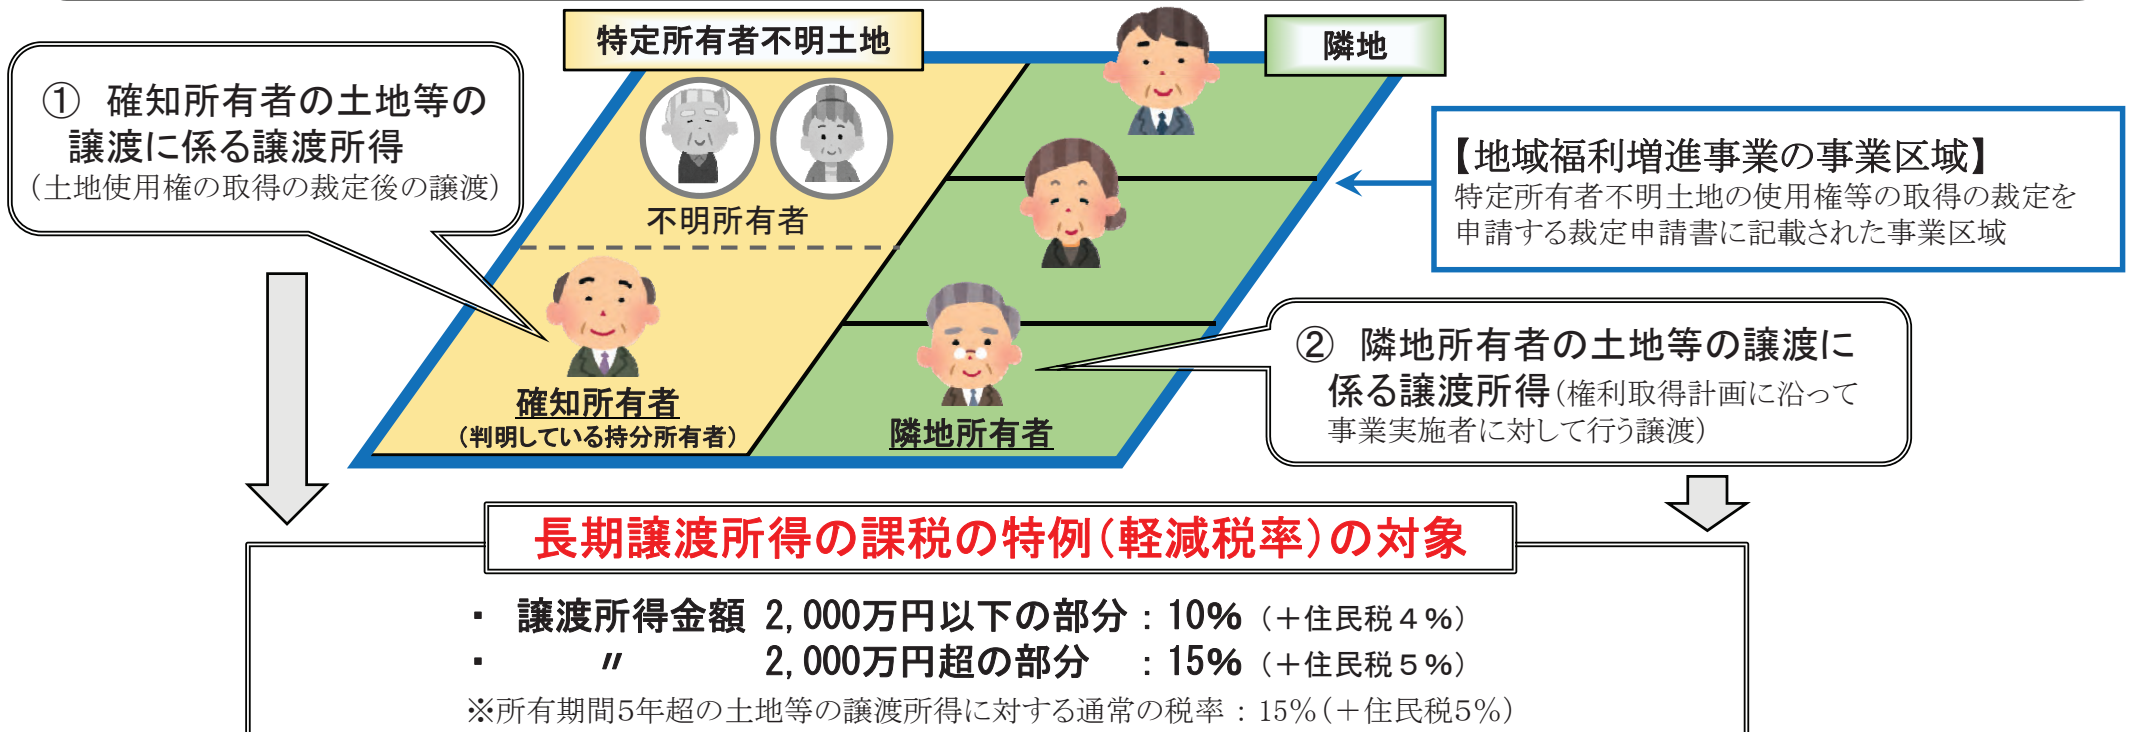 特定所有者不明土地
隣地
① 確知所有者の土地等の
譲渡に係る譲渡所得
(土地使用権の取得の裁定後の譲渡)
不明所有者
【地域福利増進事業の事業区域】
特定所有者不明土地の使用権等の取得の裁定を
申請する裁定申請書に記載された事業区域
確知所有者
(判明している持分所有者)
隣地所有者
② 隣地所有者の土地等の譲渡に
係る譲渡所得(権利取得計画に沿って
事業実施者に対して行う譲渡)
長期譲渡所得の課税の特例(軽減税率)の対象
・ 譲渡所得金額 2,000万円以下の部分:10% (+住民税4%)
・ 〃 2,000万円超の部分 :15% (+住民税5%)
※所有期間5年超の土地等の譲渡所得に対する通常の税率:15%(+住民税5%)